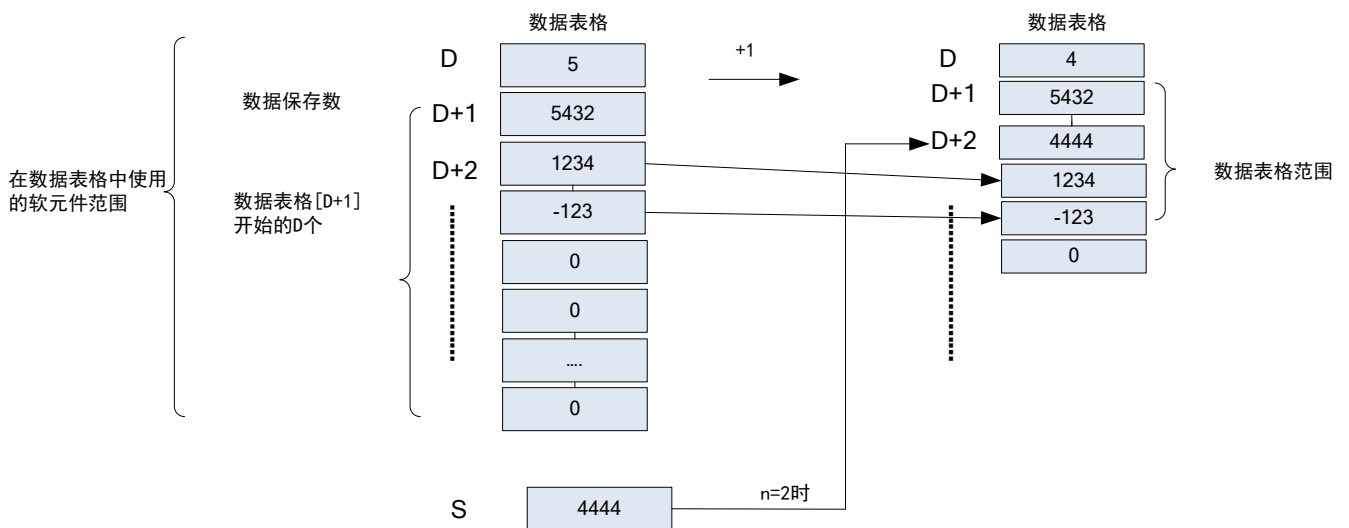 数据表格
数据表格
D
5
+1
D
4
数据保存数
D+1
5432
D+1
5432
D+2
1234
D+2
4444
在数据表格中使用
的软元件范围
数据表格[D+1]
开始的D个
-123
1234
数据表格范围
-123
0
0
0
....
0
S
4444
n=2时